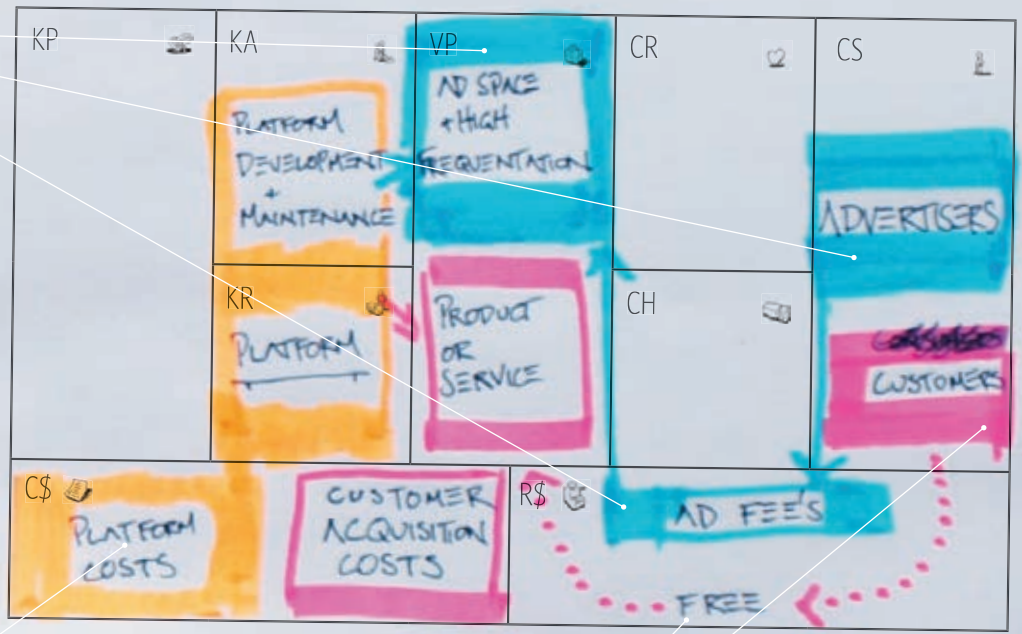 KP
KA
PLATFORM
DEVELOPMENT
+
MAINTENANCE
KR
PLATFORM
VP
AD SPACE
+ HIGH
FREQUENTATION
PRODUCT
OR
SERVICE
CR
CH
CS
ADVERTISERS
CUSTOMERS
C$
PLATFORM
COSTS
CUSTOMER
ACQUISITION
COSTS
R$
AD FEE'S
FREE